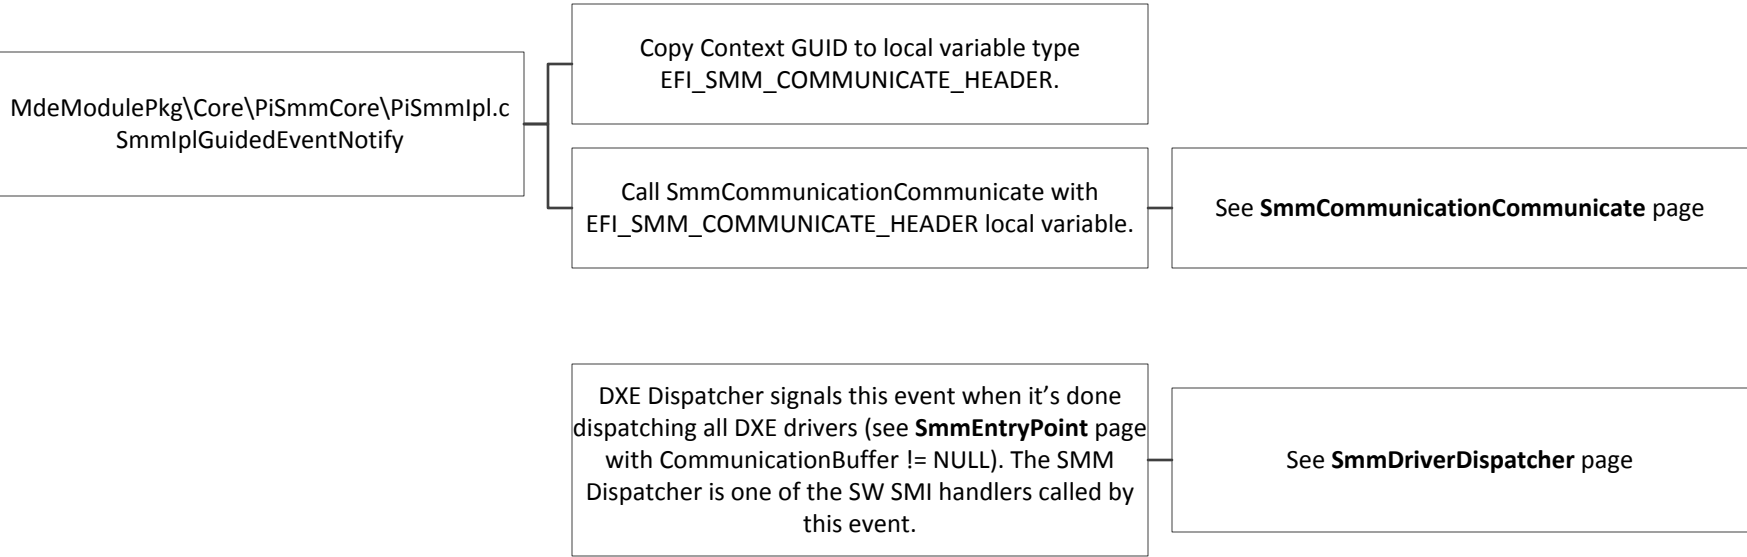 MdeModulePkg\Core\PiSmmCore\PiSmmIpl.c
SmmIplGuidedEventNotify
Copy Context GUID to local variable type
EFI_SMM_COMMUNICATE_HEADER.
Call SmmCommunicationCommunicate with
EFI_SMM_COMMUNICATE_HEADER local variable.
See SmmCommunicationCommunicate page
DXE Dispatcher signals this event when it’s done
dispatching all DXE drivers (see SmmEntryPoint page
with CommunicationBuffer != NULL). The SMM
Dispatcher is one of the SW SMI handlers called by
this event.
See SmmDriverDispatcher page